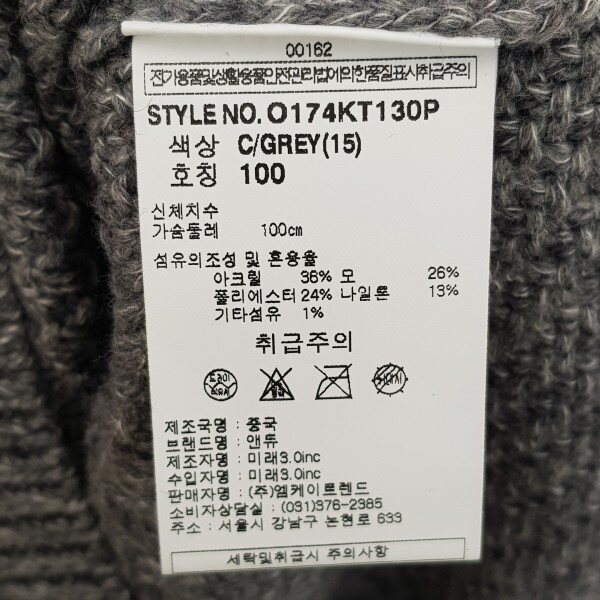 00162
전기용품및생활용품안전관리법에의한품질표시취급주의
STYLE NO. O174KT130P
색상 C/GREY(15)
호칭 100
신체치수
가슴둘레 100cm
섬유의조성 및 혼용율
아크릴 36% 모 26%
폴리에스터 24% 나일론 13%
기타섬유 1%
취급주의
제조국명 : 중국
브랜드명 : 앤듀
제조자명 : 미래3.0inc
수입자명 : 미래3.0inc
판매자명 : (주)엘케이트렌드
소비자상담실 : (031)376-2385
주소 : 서울시 강남구 논현로 633
세탁및취급시 주의사항